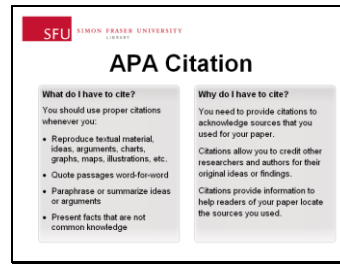 SFU
SIMON FRASER UNIVERSITY
LIBRARY
APA Citation
What do I have to cite?
You should use proper citations
whenever you:
• Reproduce textual material,
ideas, arguments, charts,
graphs, maps, illustrations, etc.
• Quote passages word-for-word
• Paraphrase or summarize ideas
or arguments
• Present facts that are not
common knowledge
Why do I have to cite?
You need to provide citations to
acknowledge sources that you
used for your paper.
Citations allow you to credit other
researchers and authors for their
original ideas or findings.
Citations provide information to
help readers of your paper locate
the sources you used.